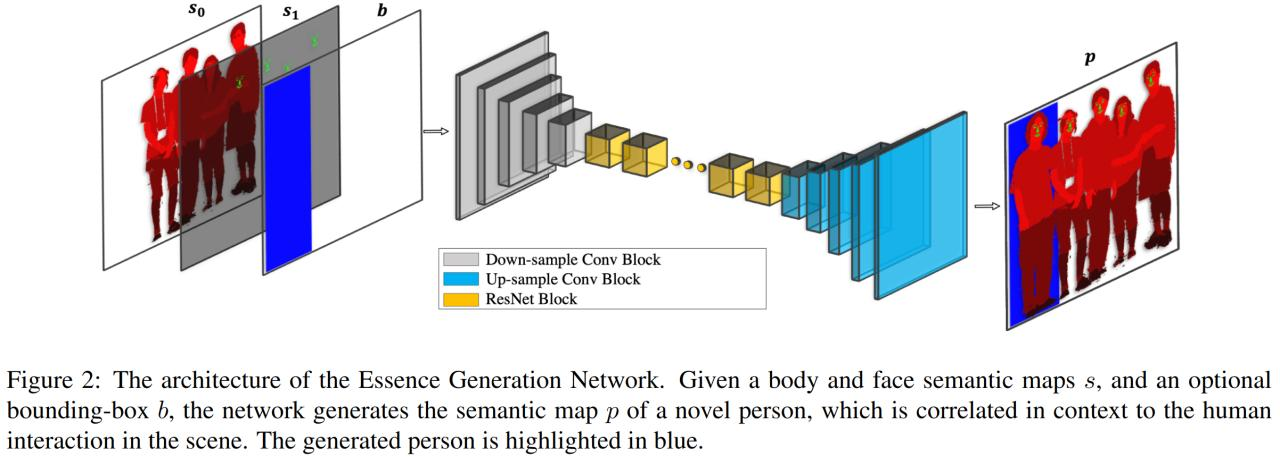 s₀ s₁ b
p
Down-sample Conv Block
Up-sample Conv Block
ResNet Block
Figure 2: The architecture of the Essence Generation Network. Given a body and face semantic maps s, and an optional
bounding-box b, the network generates the semantic map p of a novel person, which is correlated in context to the human
interaction in the scene. The generated person is highlighted in blue.